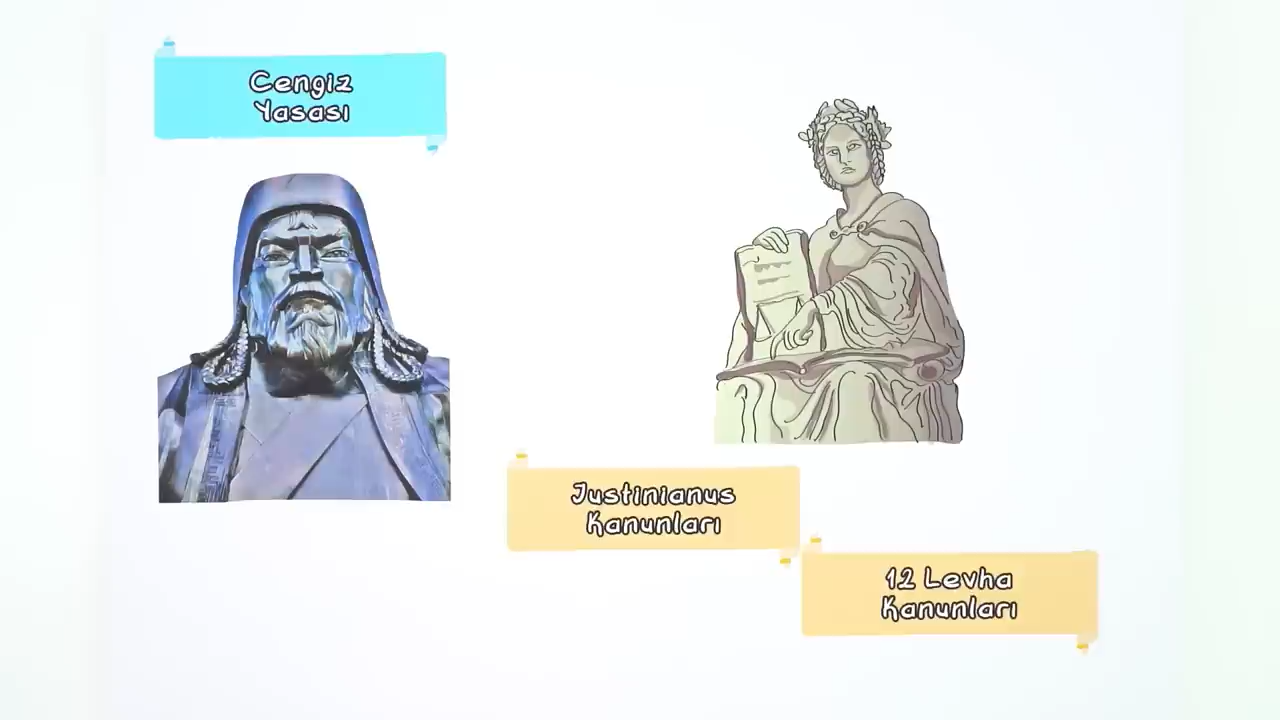 Cengiz
Yasası
Justinianus
Kanunları
12 Levha
Kanunları